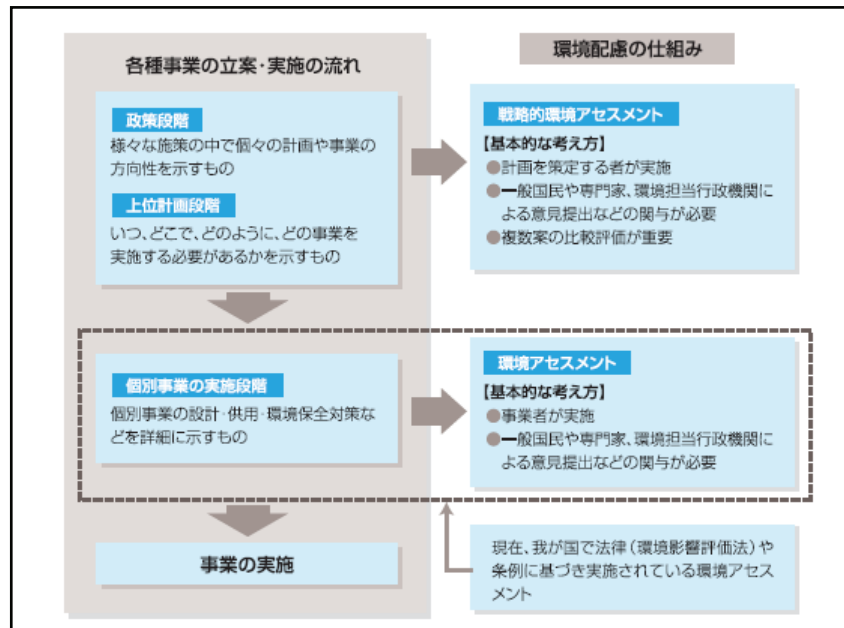 各種事業の立案・実施の流れ
政策段階
様々な施策の中で個々の計画や事業の
方向性を示すもの
上位計画段階
いつ、どこで、どのように、どの事業を
実施する必要があるかを示すもの
個別事業の実施段階
個別事業の設計・供用・環境保全対策な
どを詳細に示すもの
事業の実施
環境配慮の仕組み
戦略的環境アセスメント
【基本的な考え方】
●計画を策定する者が実施
●一般国民や専門家、環境担当行政機関に
よる意見提出などの関与が必要
●複数案の比較評価が重要
環境アセスメント
【基本的な考え方】
●事業者が実施
●一般国民や専門家、環境担当行政機関に
よる意見提出などの関与が必要
現在、我が国で法律（環境影響評価法）や
条例に基づき実施されている環境アセス
メント